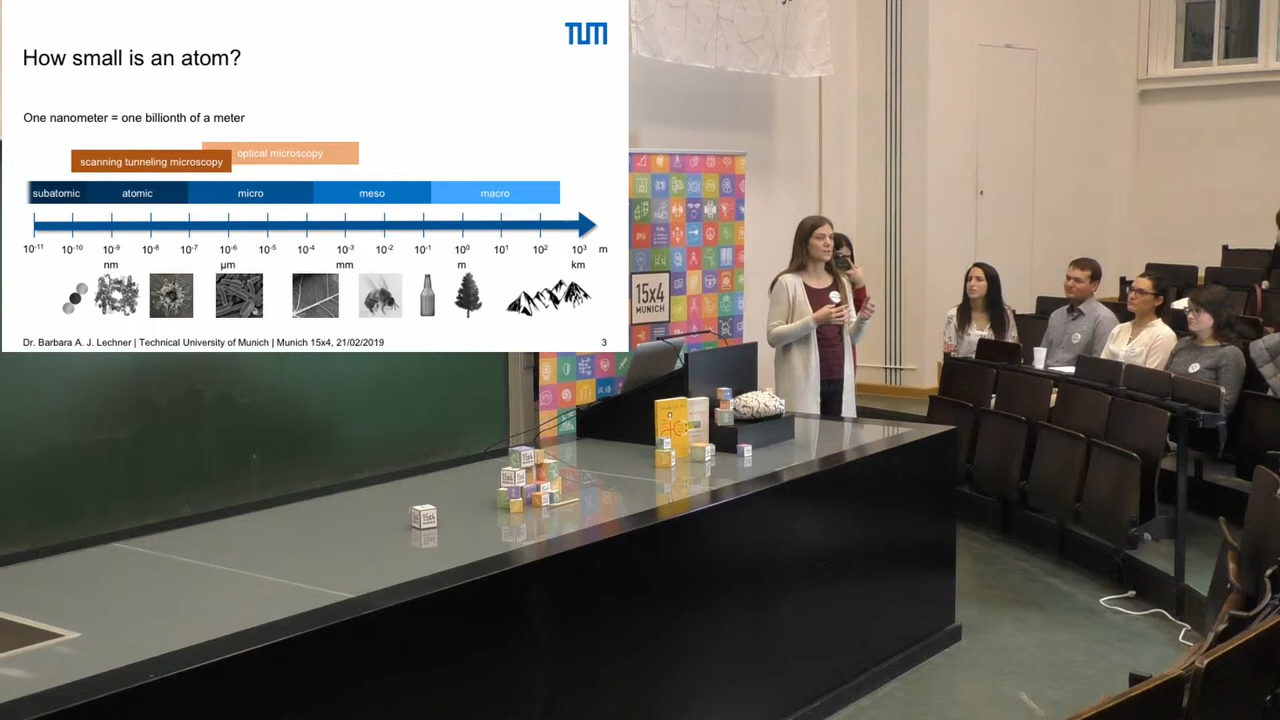 TUM
How small is an atom?
One nanometer = one billionth of a meter
optical microscopy
scanning tunneling microscopy
subatomic atomic micro meso macro
10⁻¹¹ 10⁻¹⁰ 10⁻⁹ 10⁻⁸ 10⁻⁷ 10⁻⁶ 10⁻⁵ 10⁻⁴ 10⁻³ 10⁻² 10⁻¹ 10⁰ 10¹ 10² 10³ m
nm µm mm m km
Dr. Barbara A. J. Lechner | Technical University of Munich | Munich 15x4, 21/02/2019 3
15x4
MUNICH
15x4
15x4
15x4